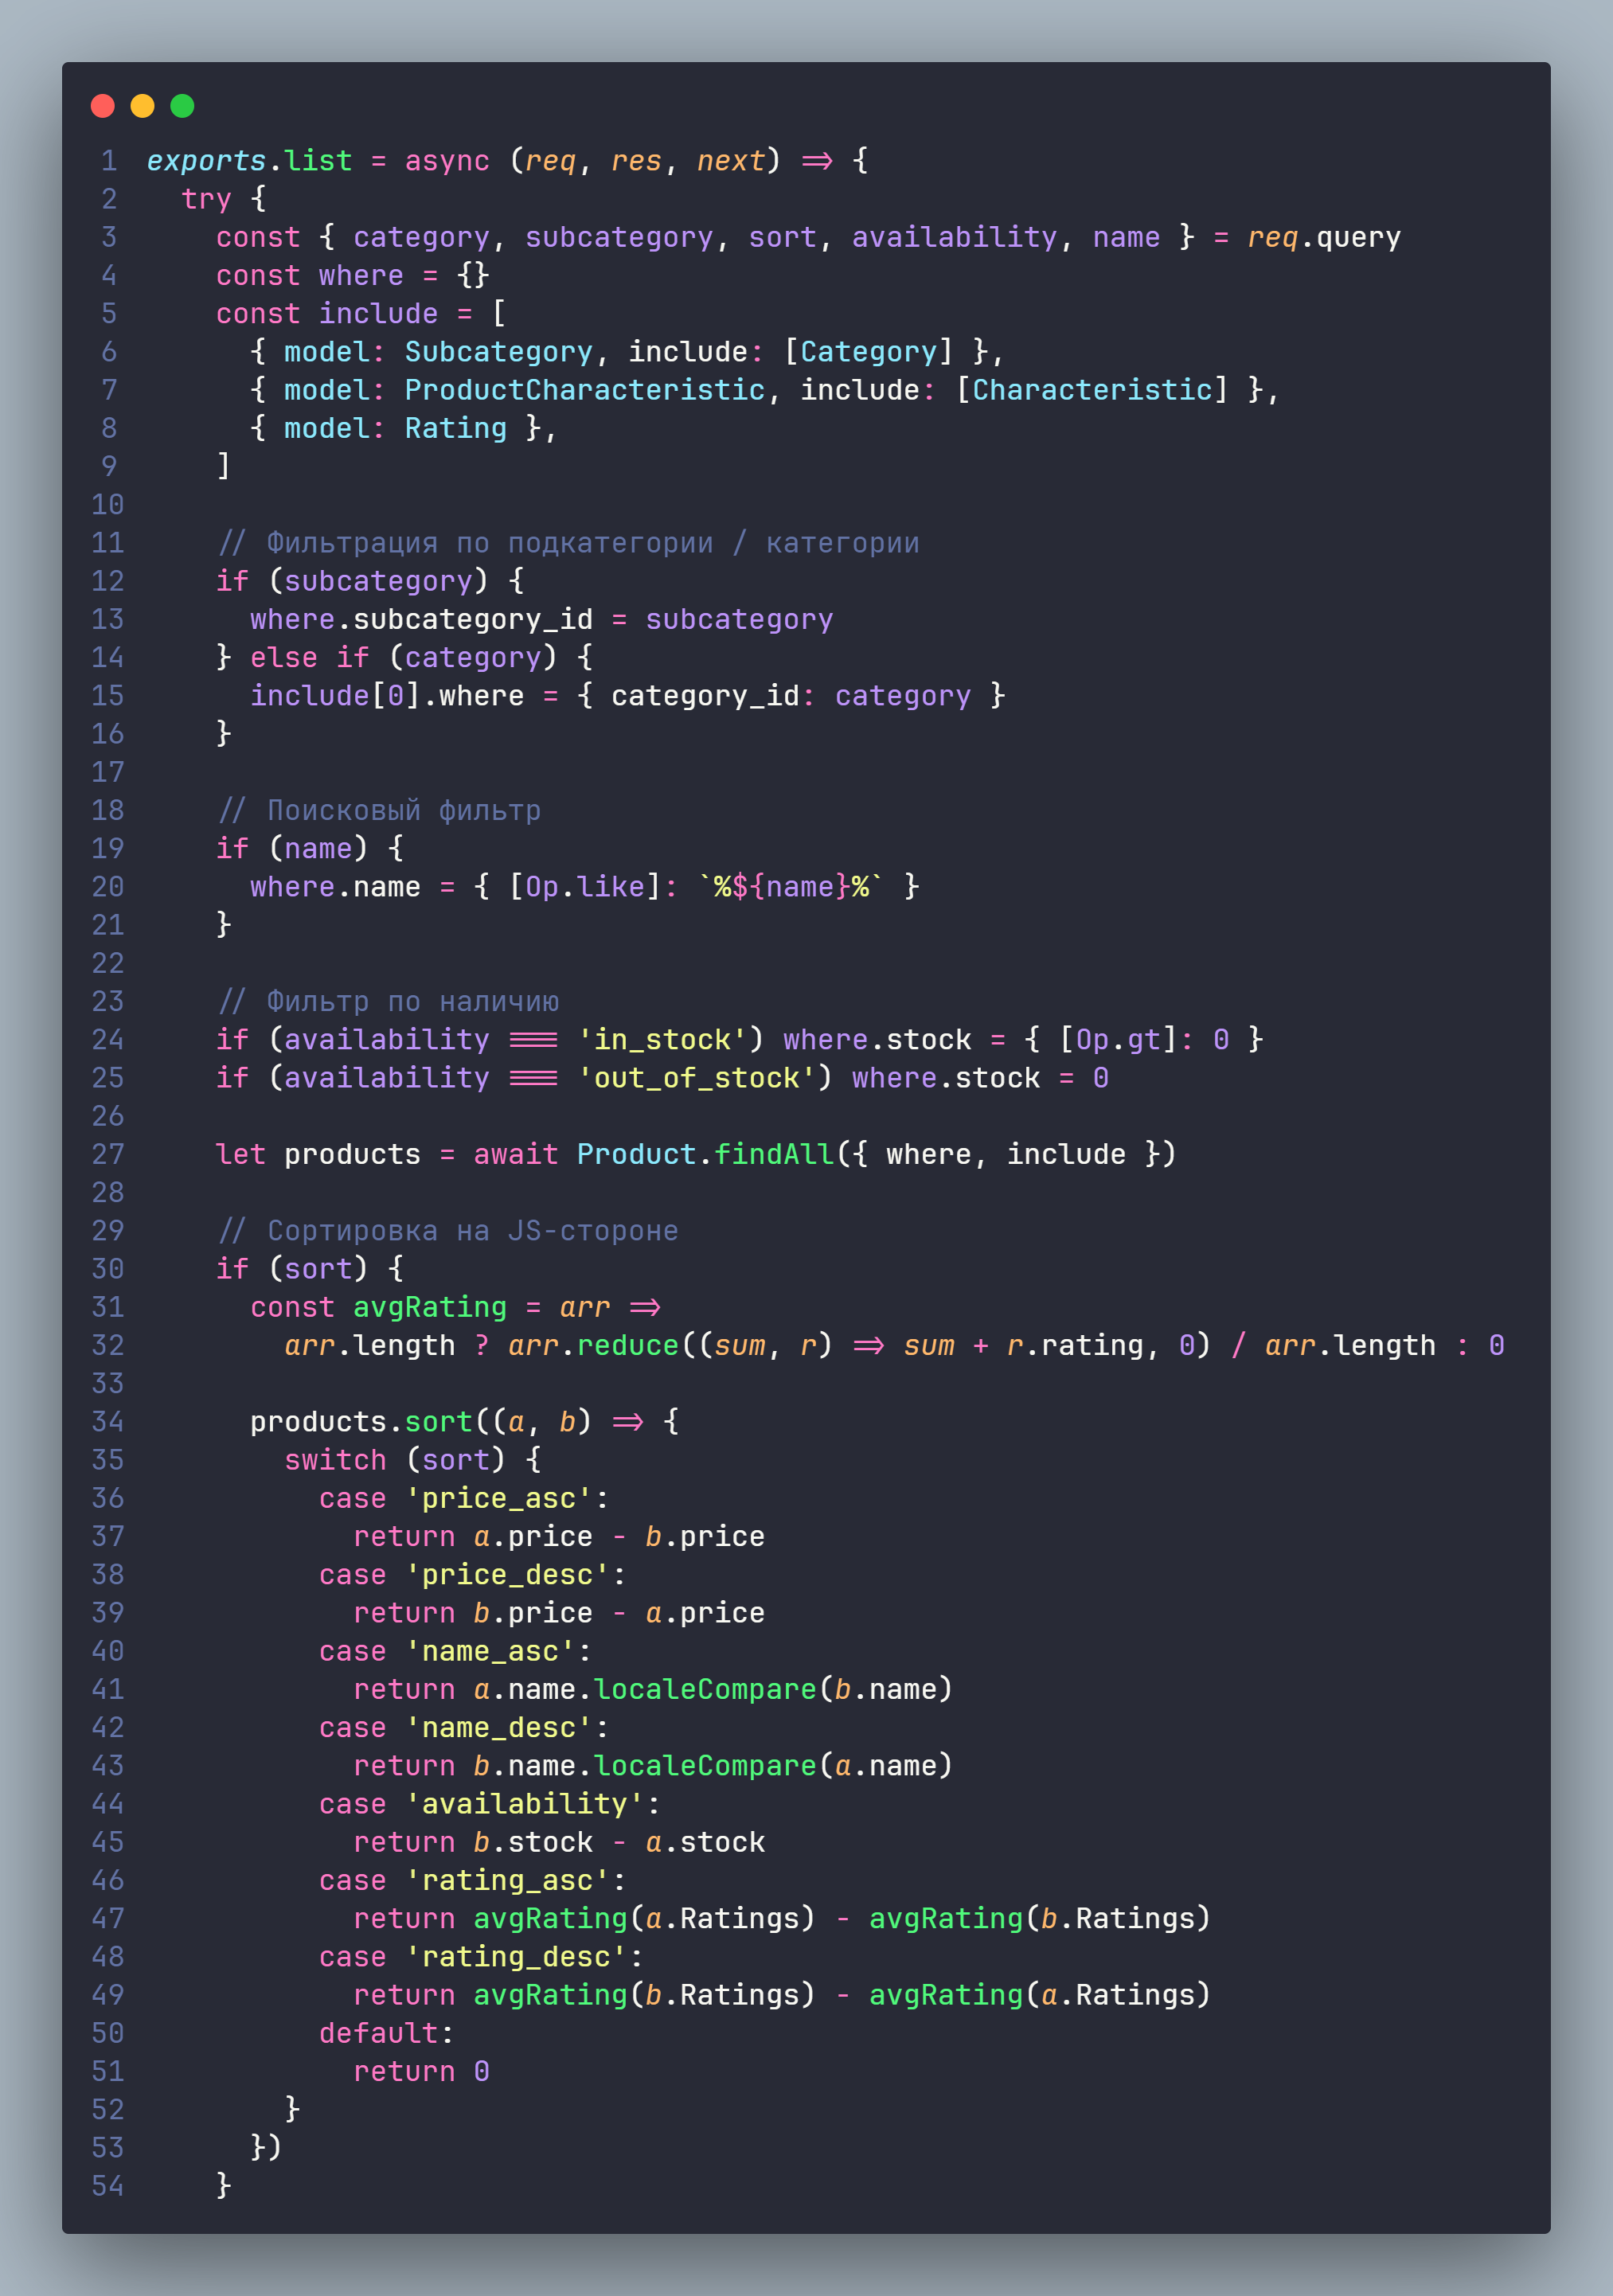 1 exports.list = async (req, res, next) => {
2   try {
3     const { category, subcategory, sort, availability, name } = req.query
4     const where = {}
5     const include = [
6       { model: Subcategory, include: [Category] },
7       { model: ProductCharacteristic, include: [Characteristic] },
8       { model: Rating },
9     ]
10
11     // Фильтрация по подкатегории / категории
12     if (subcategory) {
13       where.subcategory_id = subcategory
14     } else if (category) {
15       include[0].where = { category_id: category }
16     }
17
18     // Поисковый фильтр
19     if (name) {
20       where.name = { [Op.like]: `%${name}%` }
21     }
22
23     // Фильтр по наличию
24     if (availability === 'in_stock') where.stock = { [Op.gt]: 0 }
25     if (availability === 'out_of_stock') where.stock = 0
26
27     let products = await Product.findAll({ where, include })
28
29     // Сортировка на JS-стороне
30     if (sort) {
31       const avgRating = arr =>
32         arr.length ? arr.reduce((sum, r) => sum + r.rating, 0) / arr.length : 0
33
34       products.sort((a, b) => {
35         switch (sort) {
36           case 'price_asc':
37             return a.price - b.price
38           case 'price_desc':
39             return b.price - a.price
40           case 'name_asc':
41             return a.name.localeCompare(b.name)
42           case 'name_desc':
43             return b.name.localeCompare(a.name)
44           case 'availability':
45             return b.stock - a.stock
46           case 'rating_asc':
47             return avgRating(a.Ratings) - avgRating(b.Ratings)
48           case 'rating_desc':
49             return avgRating(b.Ratings) - avgRating(a.Ratings)
50           default:
51             return 0
52         }
53       })
54     }